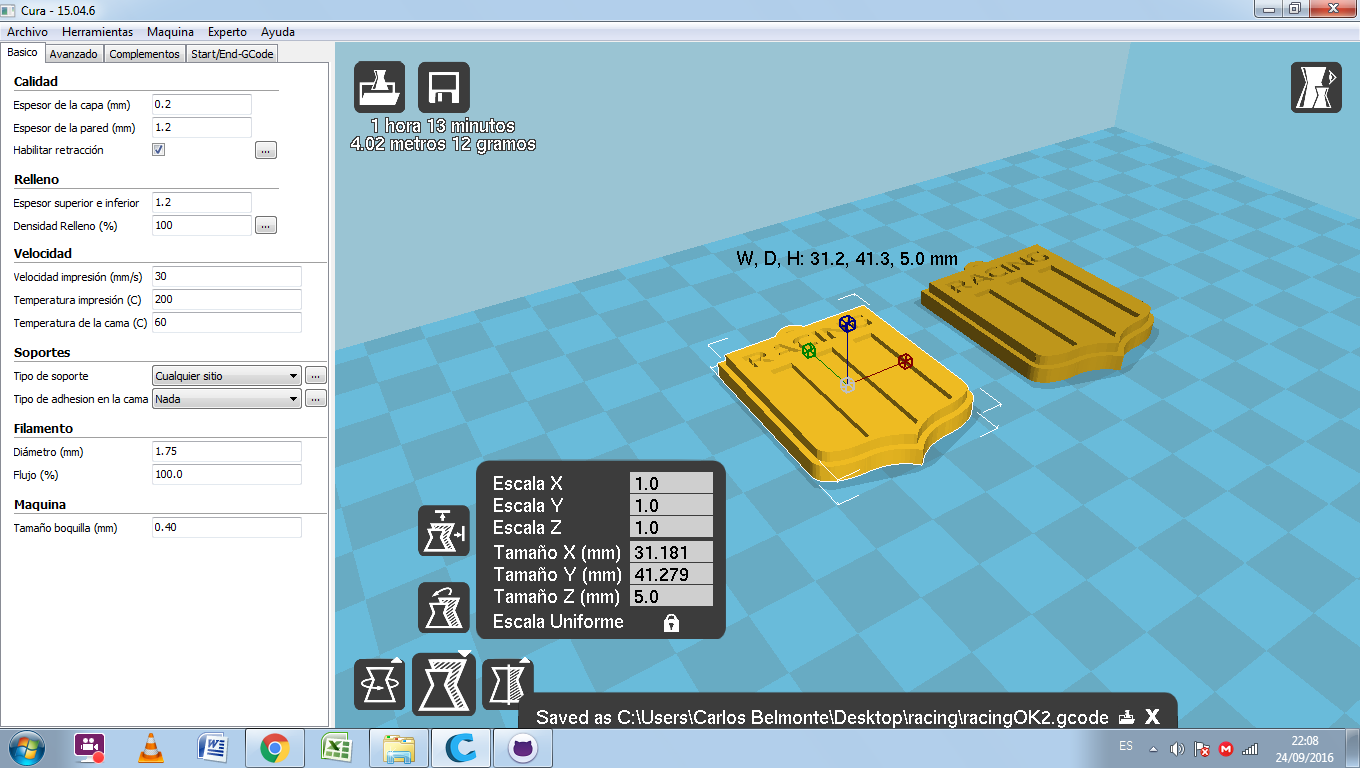 Cura - 15.04.6
Archivo Herramientas Maquina Experto Ayuda
Basico Avanzado Complementos Start/End-GCode
Calidad
Espesor de la capa (mm) 0.2
Espesor de la pared (mm) 1.2
Habilitar retracción ...
Relleno
Espesor superior e inferior 1.2
Densidad Relleno (%) 100 ...
Velocidad
Velocidad impresión (mm/s) 30
Temperatura impresión (C) 200
Temperatura de la cama (C) 60
Soportes
Tipo de soporte Cualquier sitio ...
Tipo de adhesion en la cama Nada ...
Filamento
Diámetro (mm) 1.75
Flujo (%) 100.0
Maquina
Tamaño boquilla (mm) 0.40
1 hora 13 minutos
4.02 metros 12 gramos
W, D, H: 31.2, 41.3, 5.0 mm
RACING
RACING
Escala X 1.0
Escala Y 1.0
Escala Z 1.0
Tamaño X (mm) 31.181
Tamaño Y (mm) 41.279
Tamaño Z (mm) 5.0
Escala Uniforme
Saved as C:\Users\Carlos Belmonte\Desktop\racing\racingOK2.gcode X
ES
22:08
24/09/2016